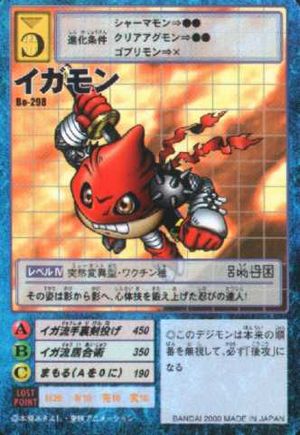 シャーマモン⇒●●
進化条件 クリアアグモン⇒●●
ゴブリモン⇒×
イガモン
Bo-298
レベルⅣ 突然変異型・ワクチン種
その姿は影から影へ、心体技を鍛え上げた忍びの達人!
A イガ流手裏剣投げ 450
B イガ流居合術 350
C まもる(Aを0に) 190
◇このデジモンは本来の順
番を無視して、必ず「後攻」に
なる。
LOST
POINT
BANDAI 2000 MADE IN JAPAN